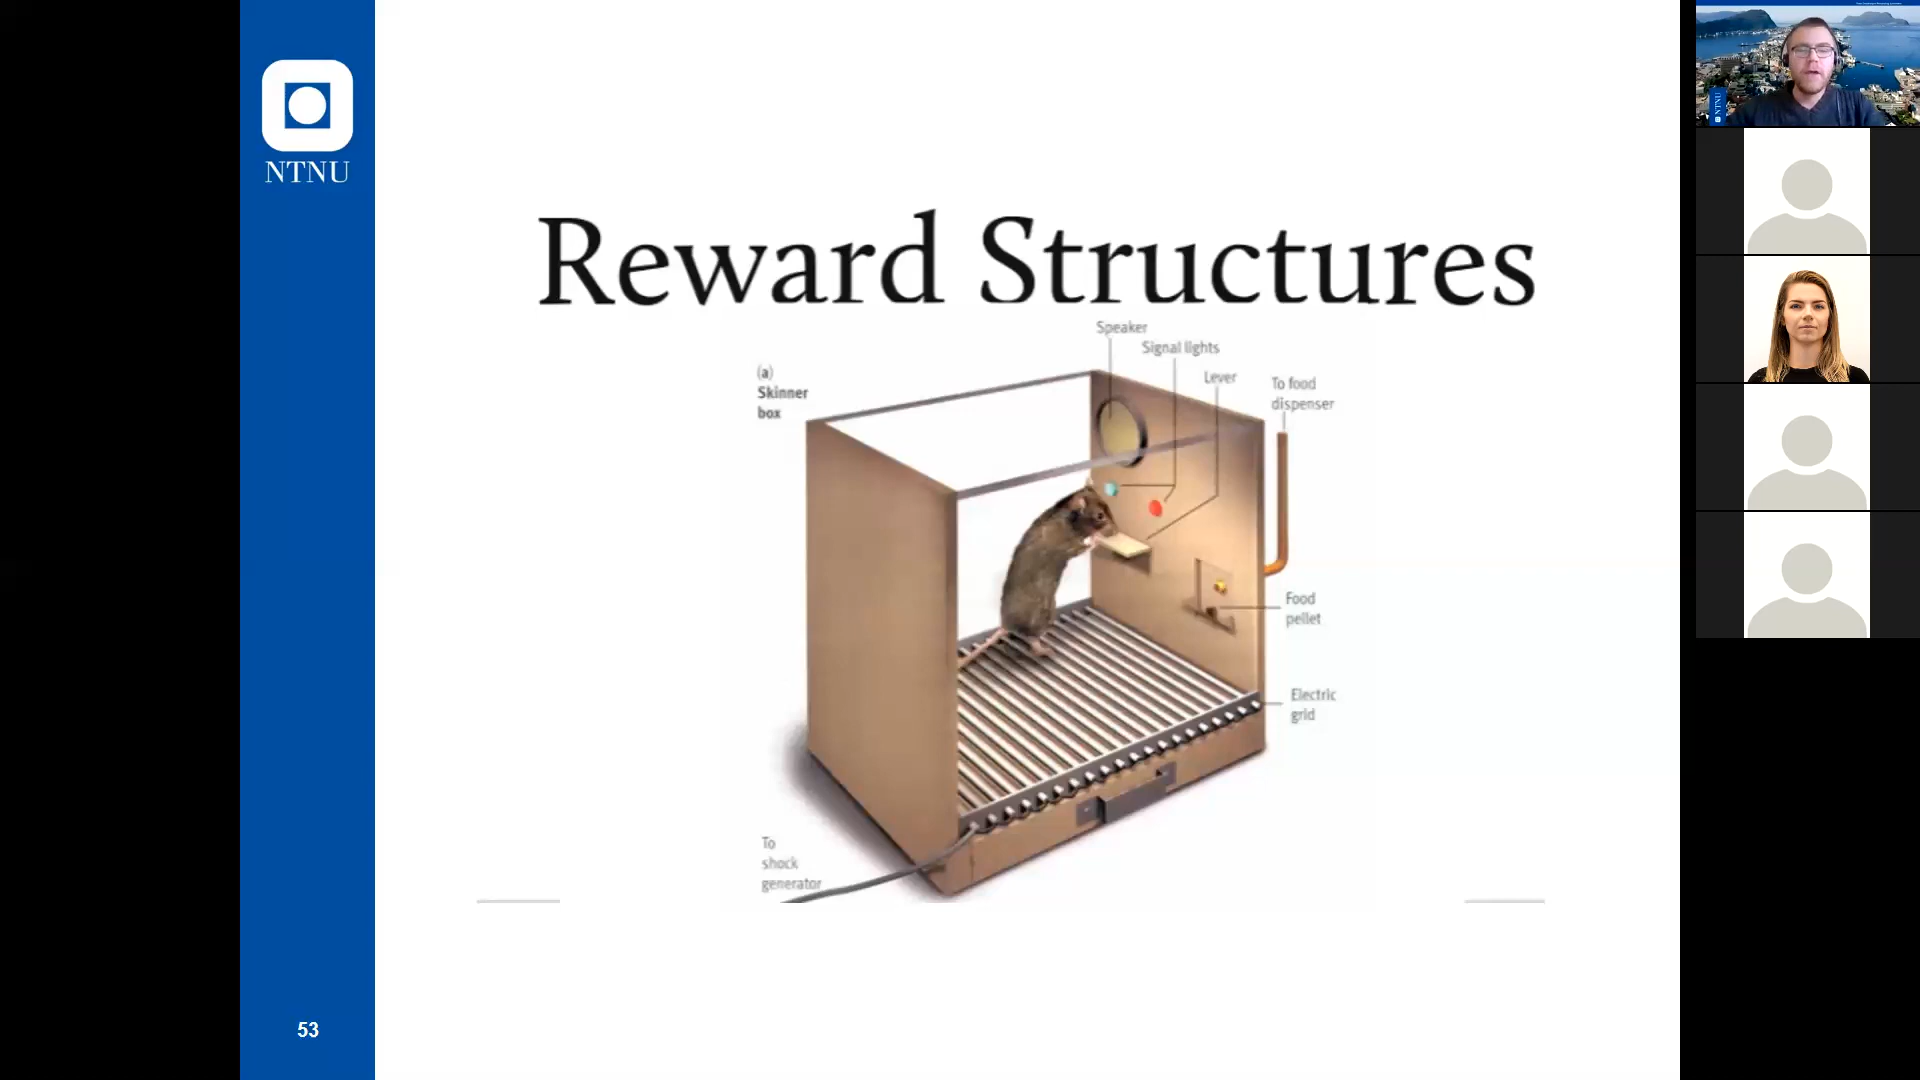 NTNU
Reward Structures
Speaker
Signal lights
Lever
To food
dispenser
(a)
Skinner
box
Food
pellet
Electric
grid
To
shock
generator
53
NTNU